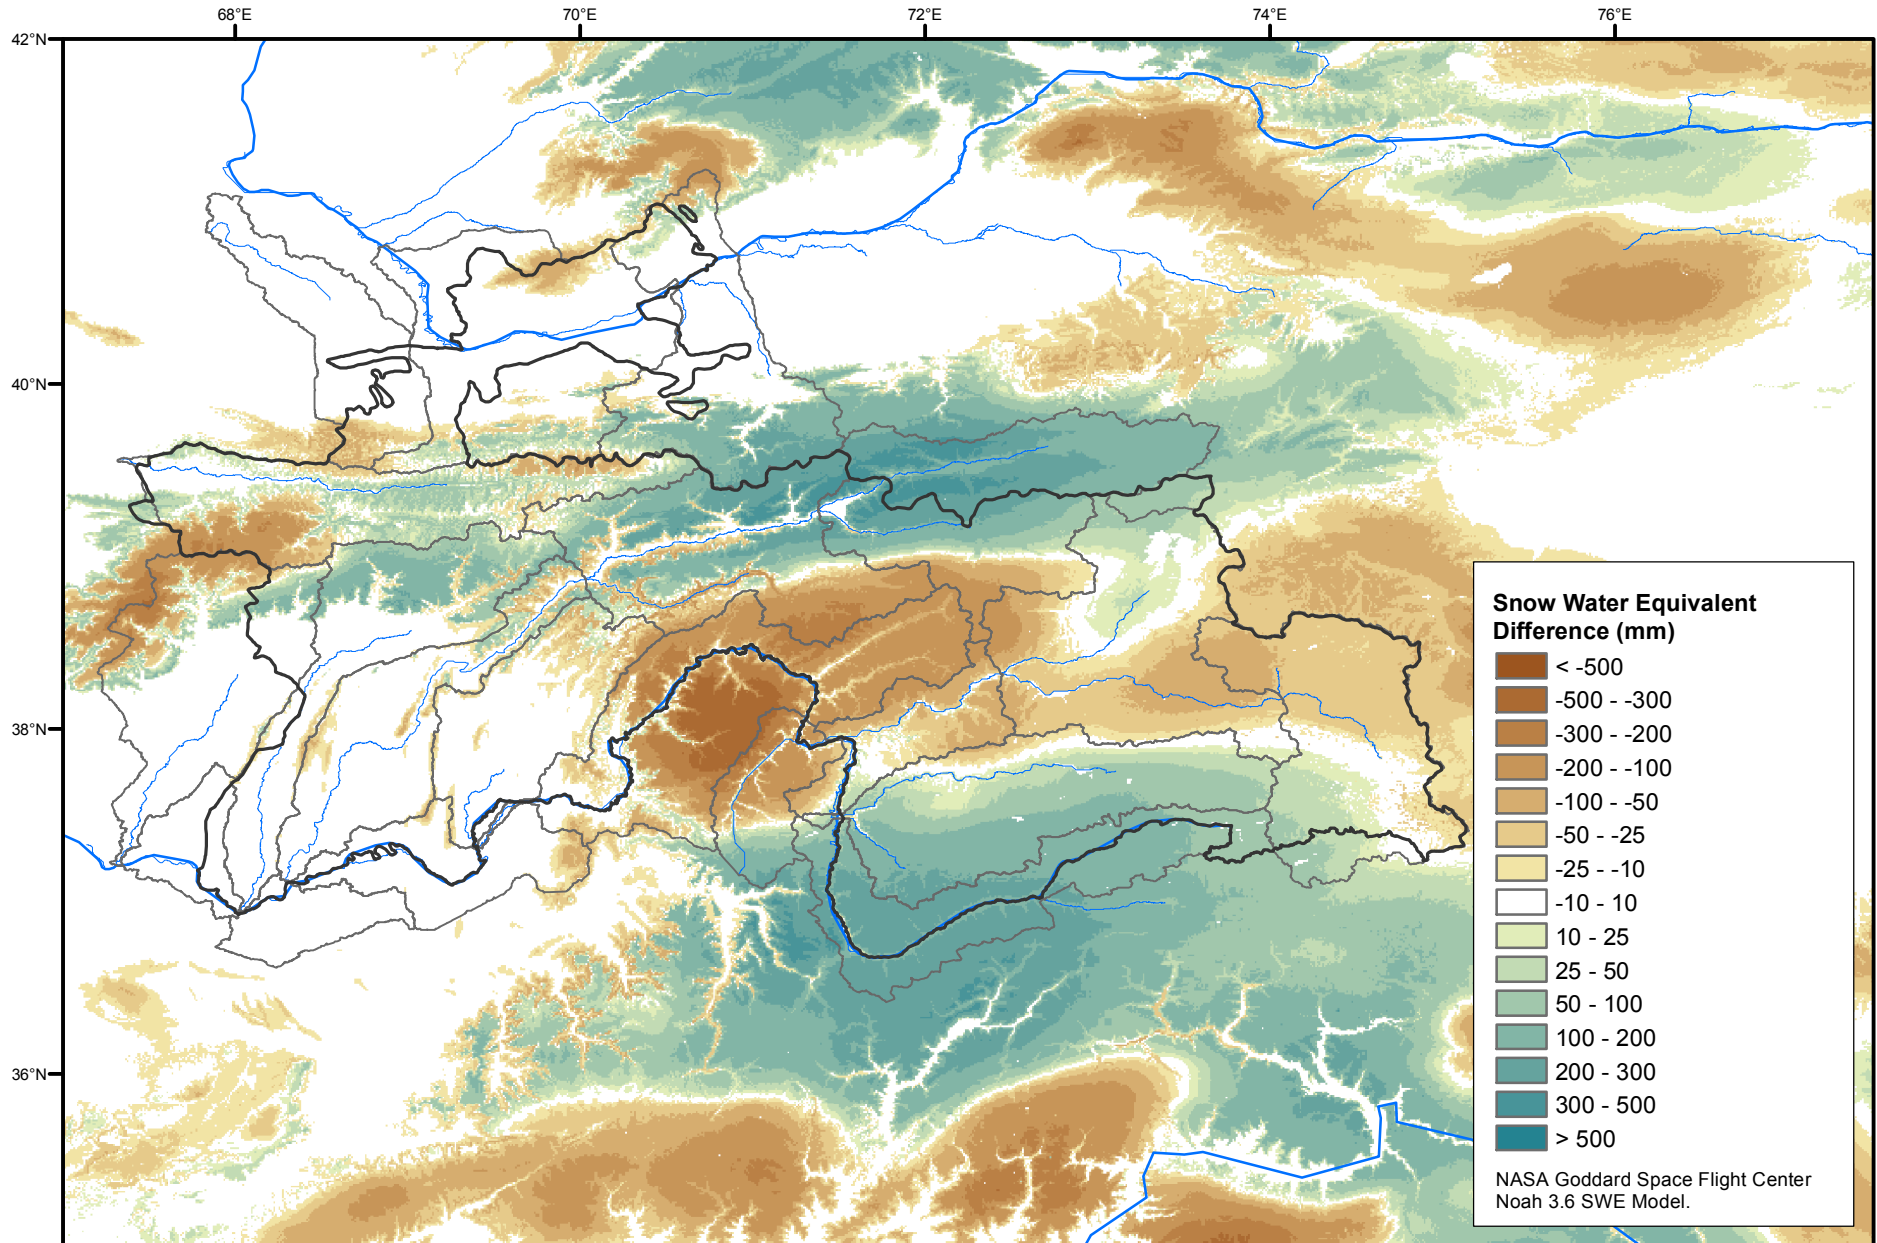 68°E
70°E
72°E
74°E
76°E
42°N
40°N
38°N
36°N
Snow Water Equivalent
Difference (mm)
< -500
-500 - -300
-300 - -200
-200 - -100
-100 - -50
-50 - -25
-25 - -10
-10 - 10
10 - 25
25 - 50
50 - 100
100 - 200
200 - 300
300 - 500
> 500
NASA Goddard Space Flight Center
Noah 3.6 SWE Model.